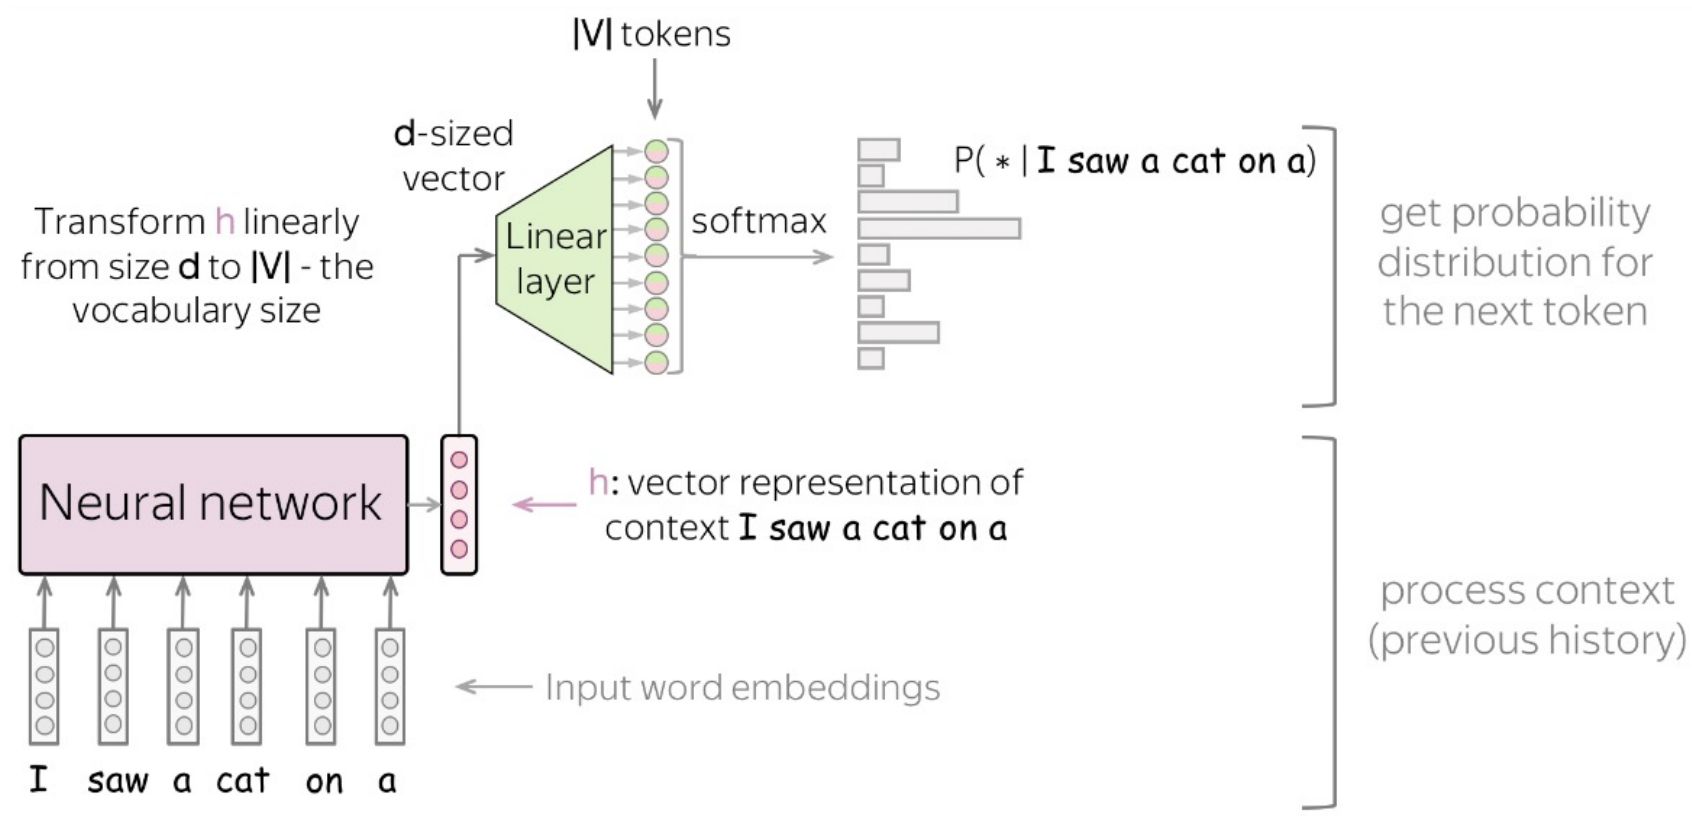 |V| tokens
d-sized
vector
Transform h linearly
from size d to |V| - the
vocabulary size
Linear
layer
softmax
P( * | I saw a cat on a)
get probability
distribution for
the next token
Neural network
h: vector representation of
context I saw a cat on a
process context
(previous history)
Input word embeddings
I saw a cat on a